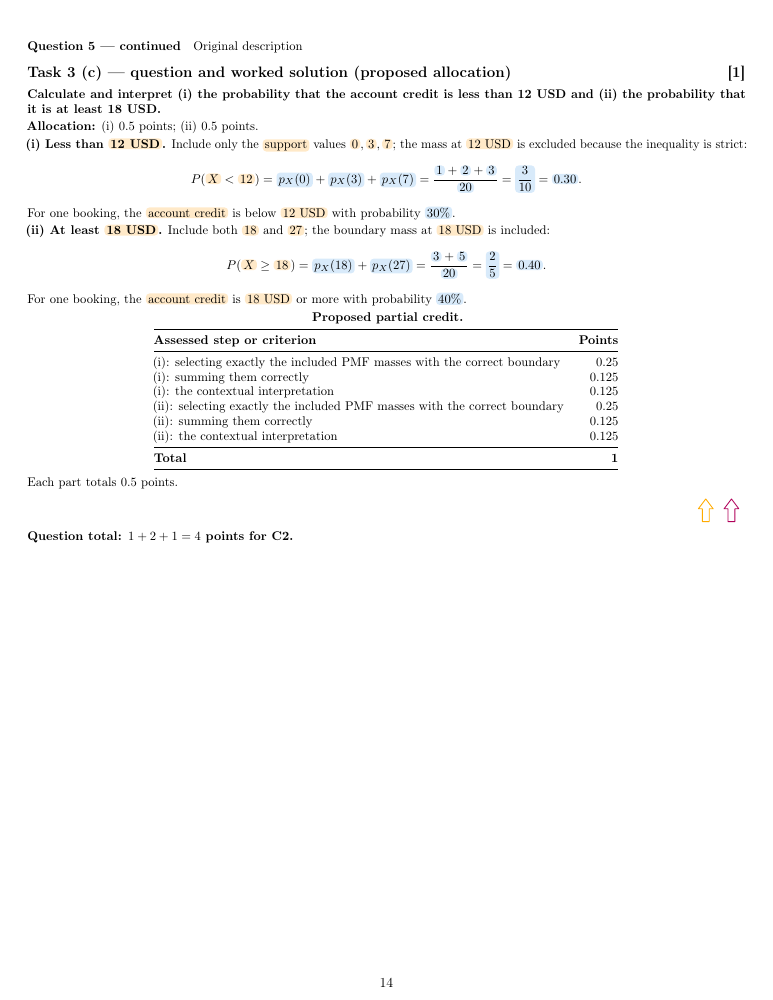 Question 5 — continued Original description
Task 3 (c) — question and worked solution (proposed allocation) [1]
Calculate and interpret (i) the probability that the account credit is less than 12 USD and (ii) the probability that
it is at least 18 USD.
Allocation: (i) 0.5 points; (ii) 0.5 points.
(i) Less than 12 USD. Include only the support values 0, 3, 7; the mass at 12 USD is excluded because the inequality is strict:
P(X < 12) = p_X(0) + p_X(3) + p_X(7) = (1 + 2 + 3)/20 = 3/10 = 0.30.
For one booking, the account credit is below 12 USD with probability 30%.
(ii) At least 18 USD. Include both 18 and 27; the boundary mass at 18 USD is included:
P(X ≥ 18) = p_X(18) + p_X(27) = (3 + 5)/20 = 2/5 = 0.40.
For one booking, the account credit is 18 USD or more with probability 40%.
Proposed partial credit.
Assessed step or criterion Points
(i): selecting exactly the included PMF masses with the correct boundary 0.25
(i): summing them correctly 0.125
(i): the contextual interpretation 0.125
(ii): selecting exactly the included PMF masses with the correct boundary 0.25
(ii): summing them correctly 0.125
(ii): the contextual interpretation 0.125
Total 1
Each part totals 0.5 points.
Question total: 1 + 2 + 1 = 4 points for C2.
14